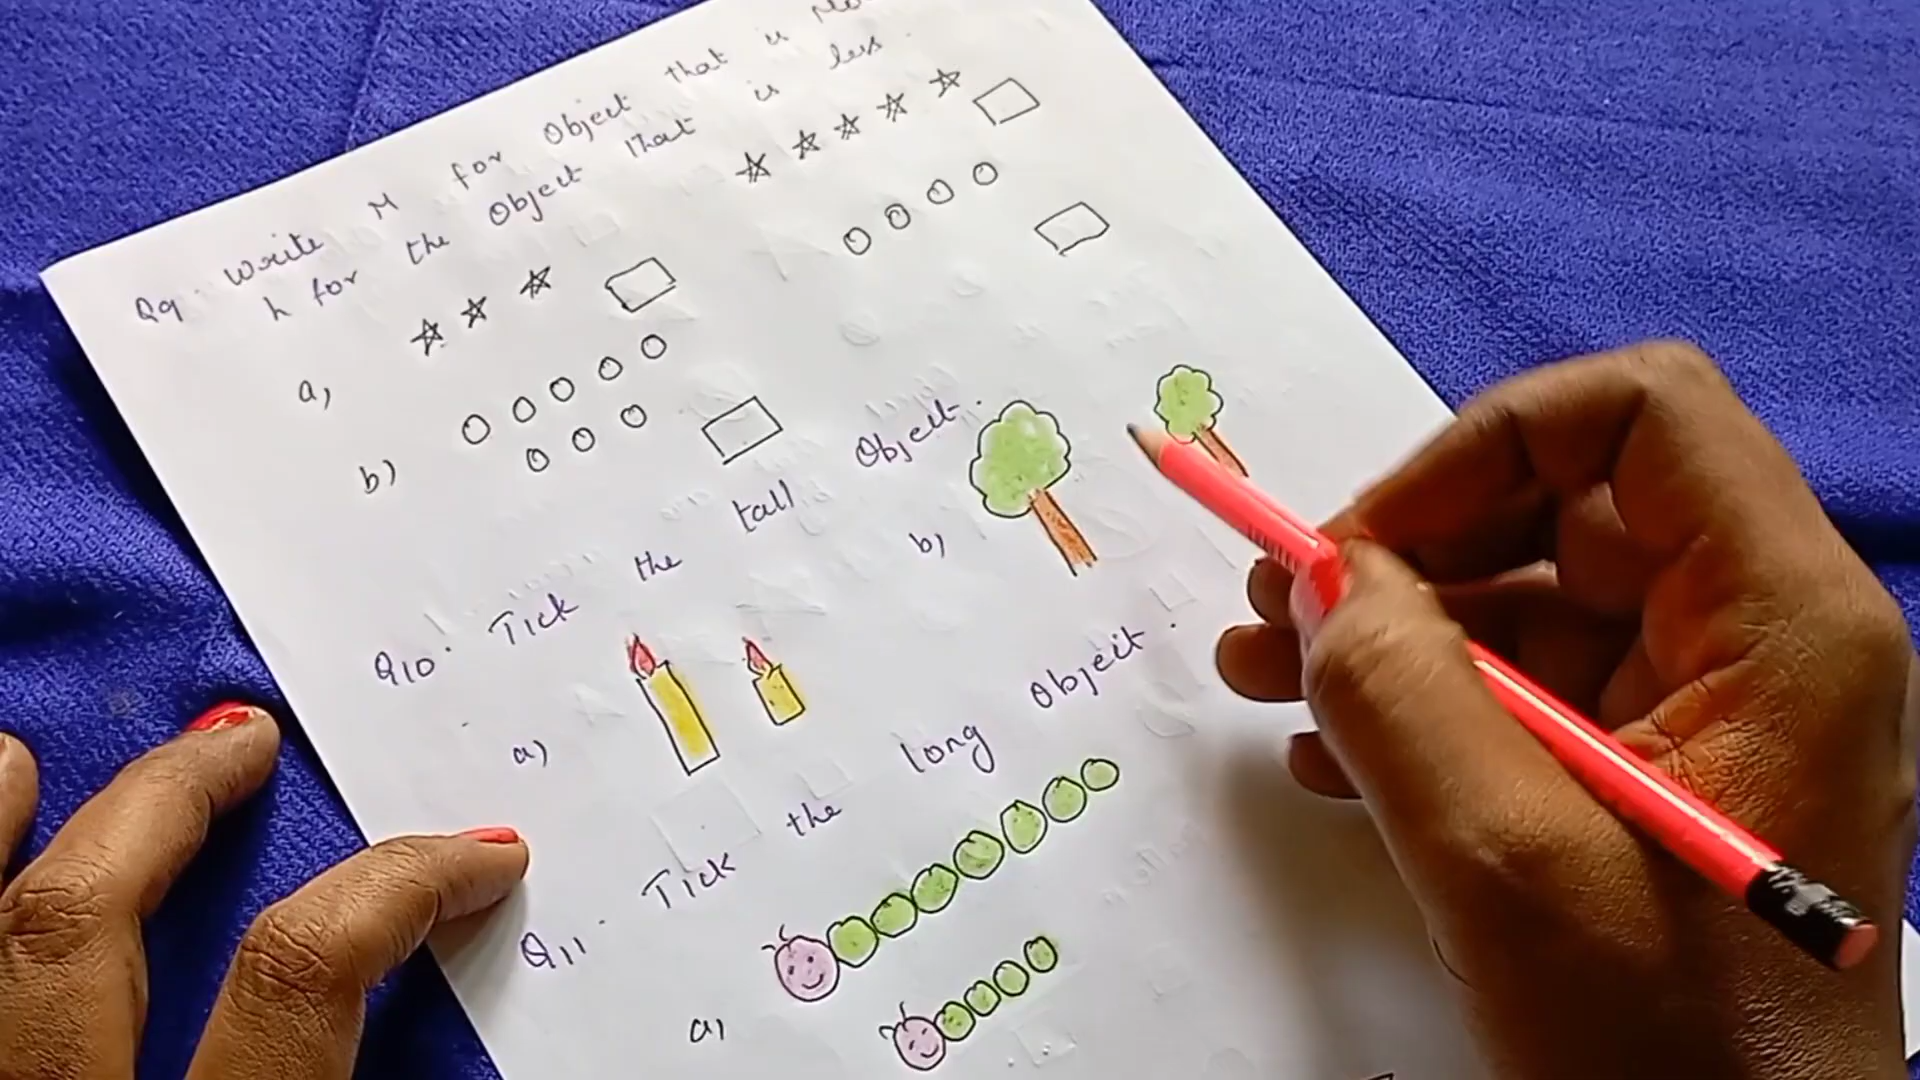 Q9. Write M for Object that is
h for the Object that is less.
a)
b)
Q10. Tick the tall Object.
a)
b)
Q11. Tick the long Object.
a)